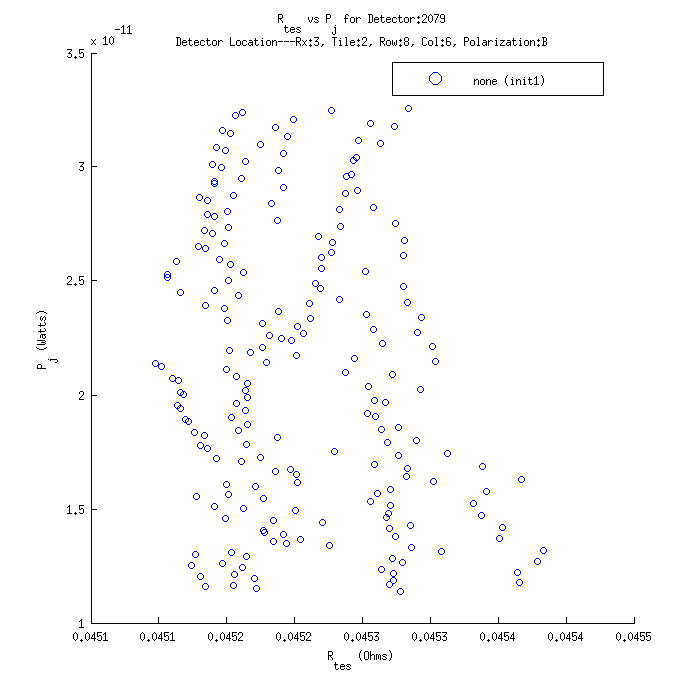 R_tes vs P_j for Detector:2079
Detector Location---Rx:3, Tile:2, Row:8, Col:6, Polarization:B
x 10^-11
none (init1)
3.5
3
2.5
2
1.5
1
P_j (Watts)
0.0451 0.0451 0.0452 0.0452 0.0453 0.0453 0.0454 0.0454 0.0455
R_tes (Ohms)